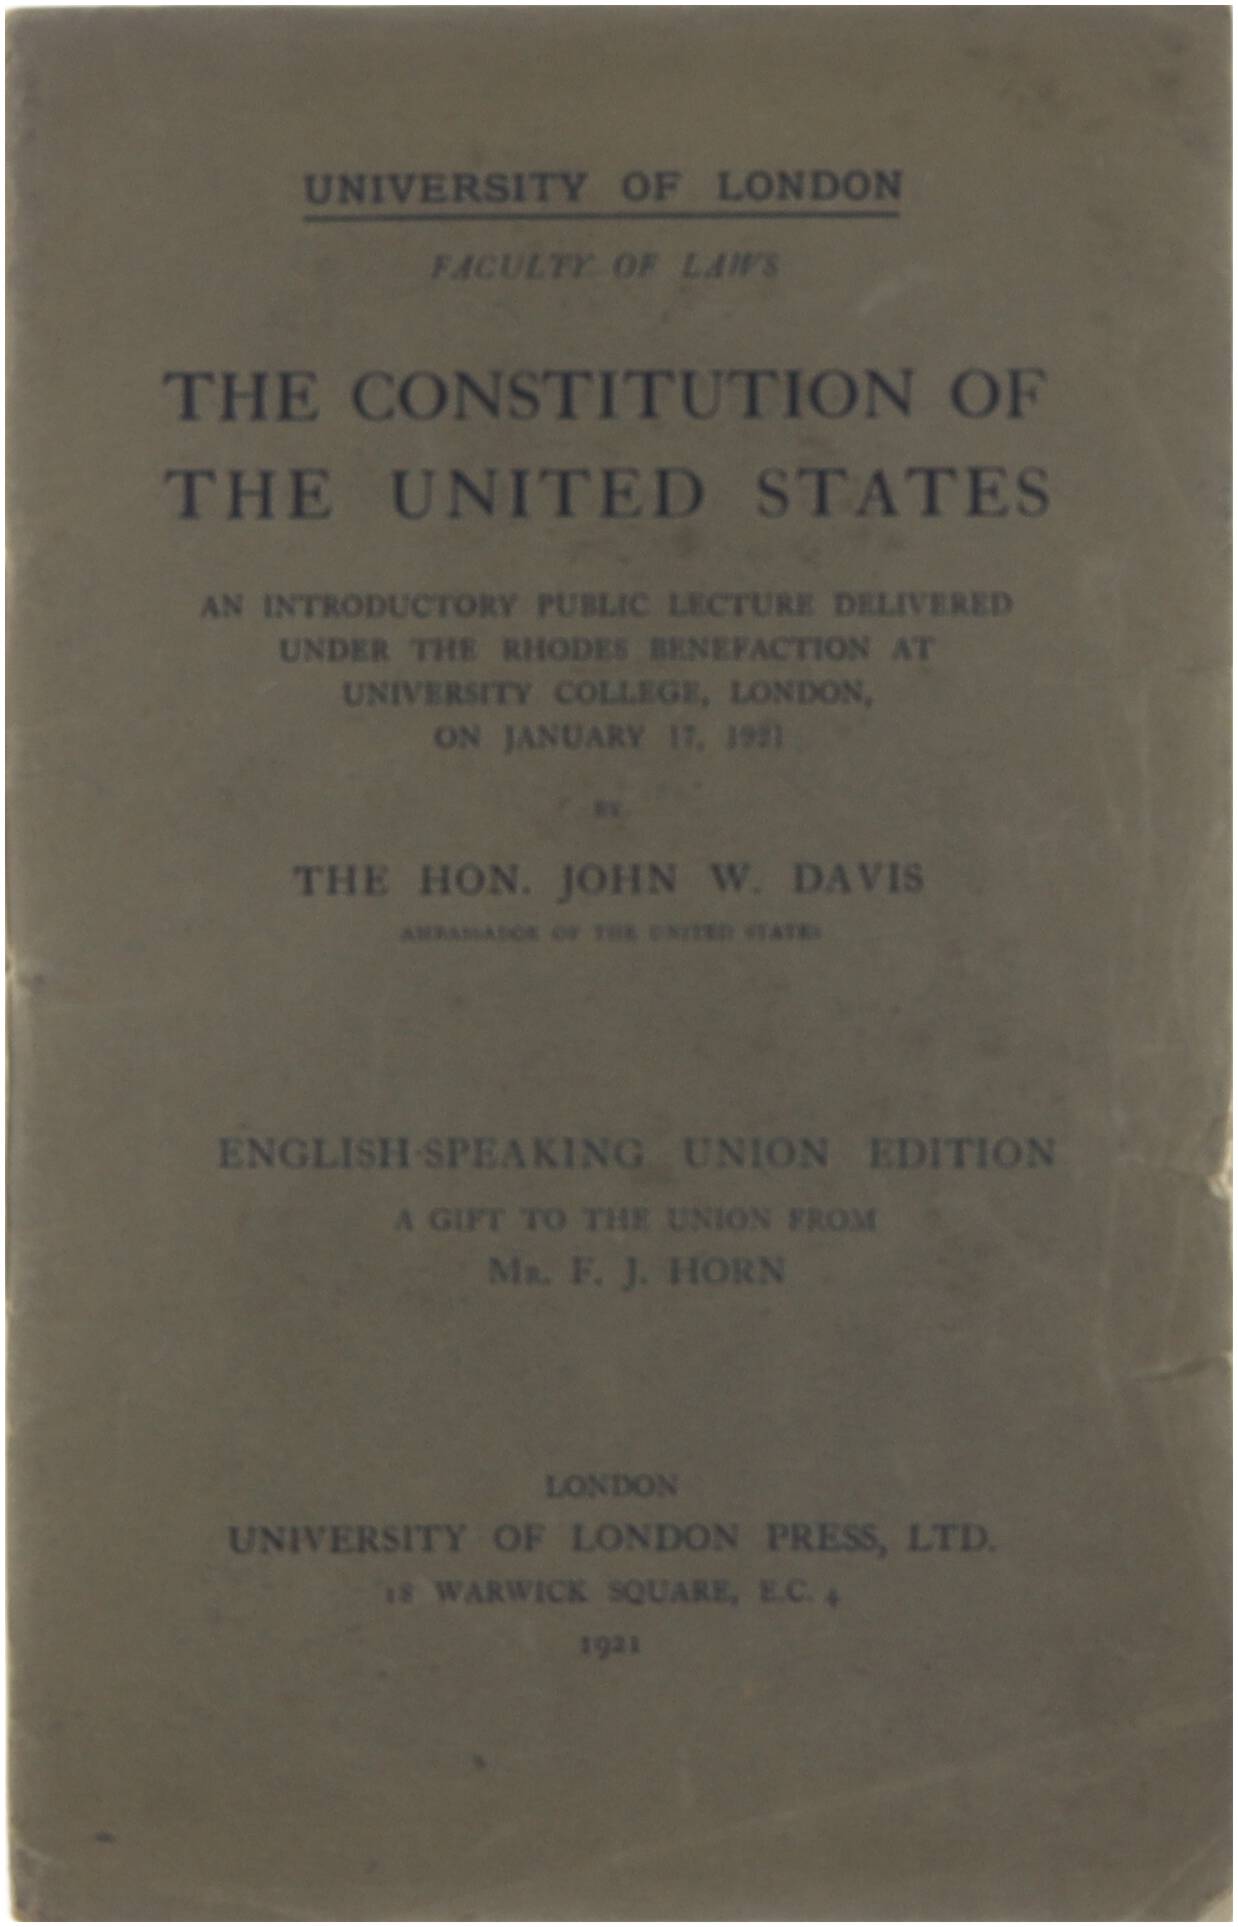 UNIVERSITY OF LONDON
FACULTY OF LAWS
THE CONSTITUTION OF
THE UNITED STATES
AN INTRODUCTORY PUBLIC LECTURE DELIVERED
UNDER THE RHODES BENEFACTION AT
UNIVERSITY COLLEGE, LONDON,
ON JANUARY 17, 1921
BY
THE HON. JOHN W. DAVIS
AMBASSADOR OF THE UNITED STATES
ENGLISH-SPEAKING UNION EDITION
A GIFT TO THE UNION FROM
MR. F. J. HORN
LONDON
UNIVERSITY OF LONDON PRESS, LTD.
18 WARWICK SQUARE, E.C. 4
1921